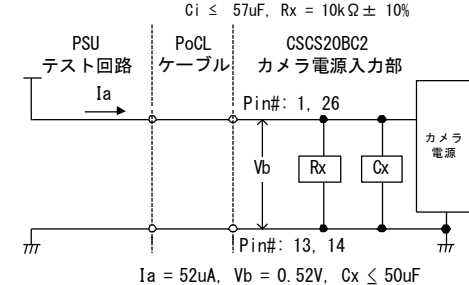 Ci ≤ 57uF, Rx = 10kΩ± 10%
PSU
テスト回路
PoCL
ケーブル
CSCS20BC2
カメラ電源入力部
Ia
Pin#: 1, 26
カメラ
電源
Vb
Rx
Cx
Pin#: 13, 14
Ia = 52uA, Vb = 0.52V, Cx ≤ 50uF